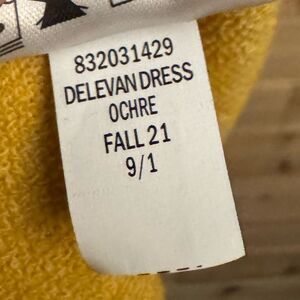 832031429
DELEVAN DRESS
OCHRE
FALL 21
9/1